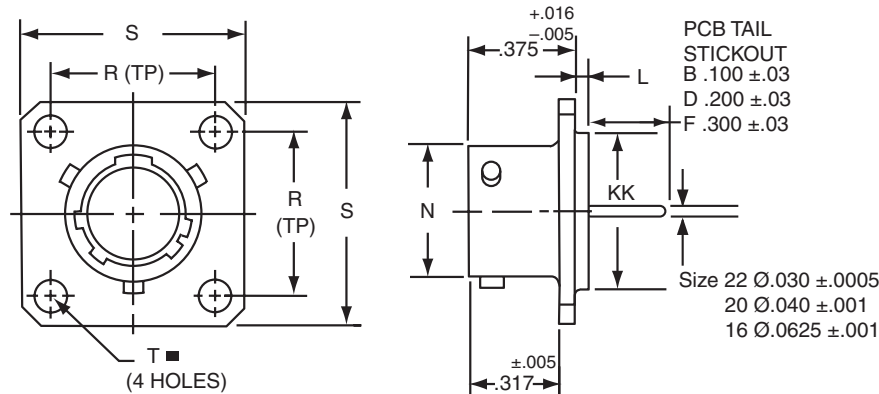 S
R (TP)
R
(TP)
S
T ■
(4 HOLES)
+.016
–.005
.375
L
PCB TAIL
STICKOUT
B .100 ±.03
D .200 ±.03
F .300 ±.03
N
KK
Size 22 Ø.030 ±.0005
20 Ø.040 ±.001
16 Ø.0625 ±.001
±.005
.317